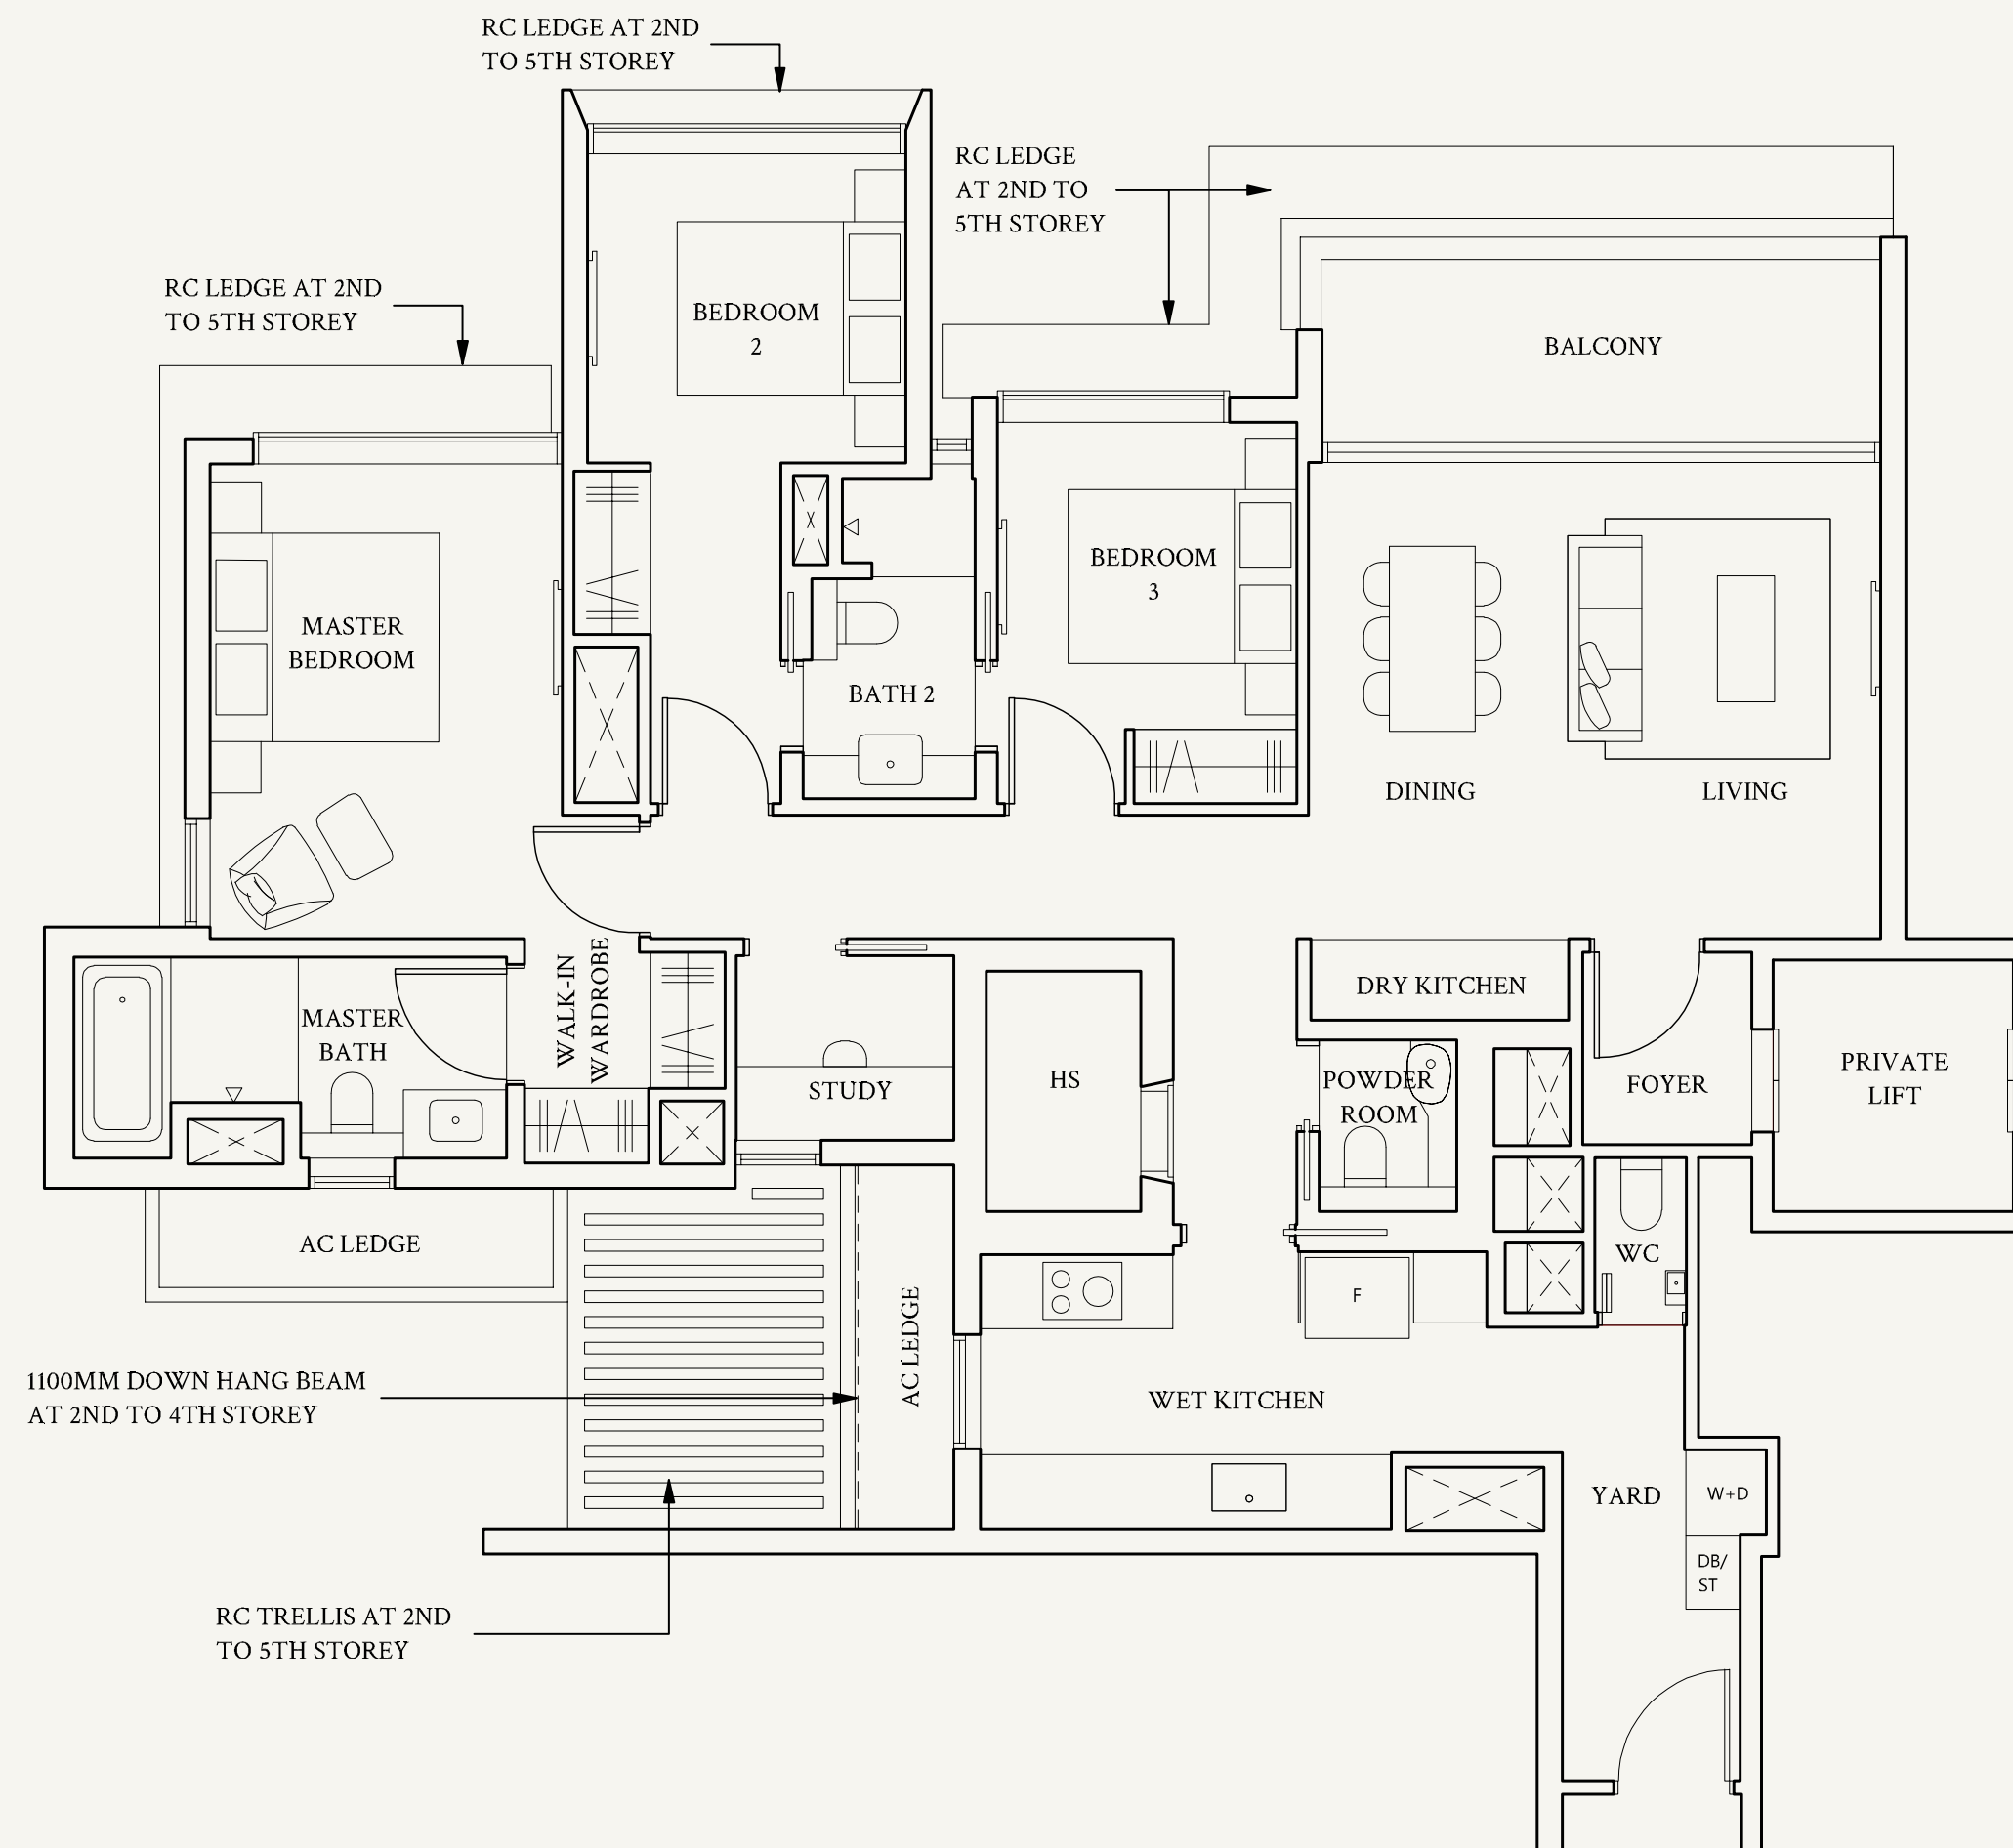 RC LEDGE AT 2ND
TO 5TH STOREY
RC LEDGE
AT 2ND TO
5TH STOREY
RC LEDGE AT 2ND
TO 5TH STOREY
BEDROOM
2
BALCONY
BEDROOM
3
MASTER
BEDROOM
BATH 2
DINING
LIVING
WALK-IN
WARDROBE
MASTER
BATH
STUDY
HS
DRY KITCHEN
POWDER
ROOM
FOYER
PRIVATE
LIFT
AC LEDGE
WC
F
AC LEDGE
1100MM DOWN HANG BEAM
AT 2ND TO 4TH STOREY
WET KITCHEN
YARD
W+D
DB/
ST
RC TRELLIS AT 2ND
TO 5TH STOREY